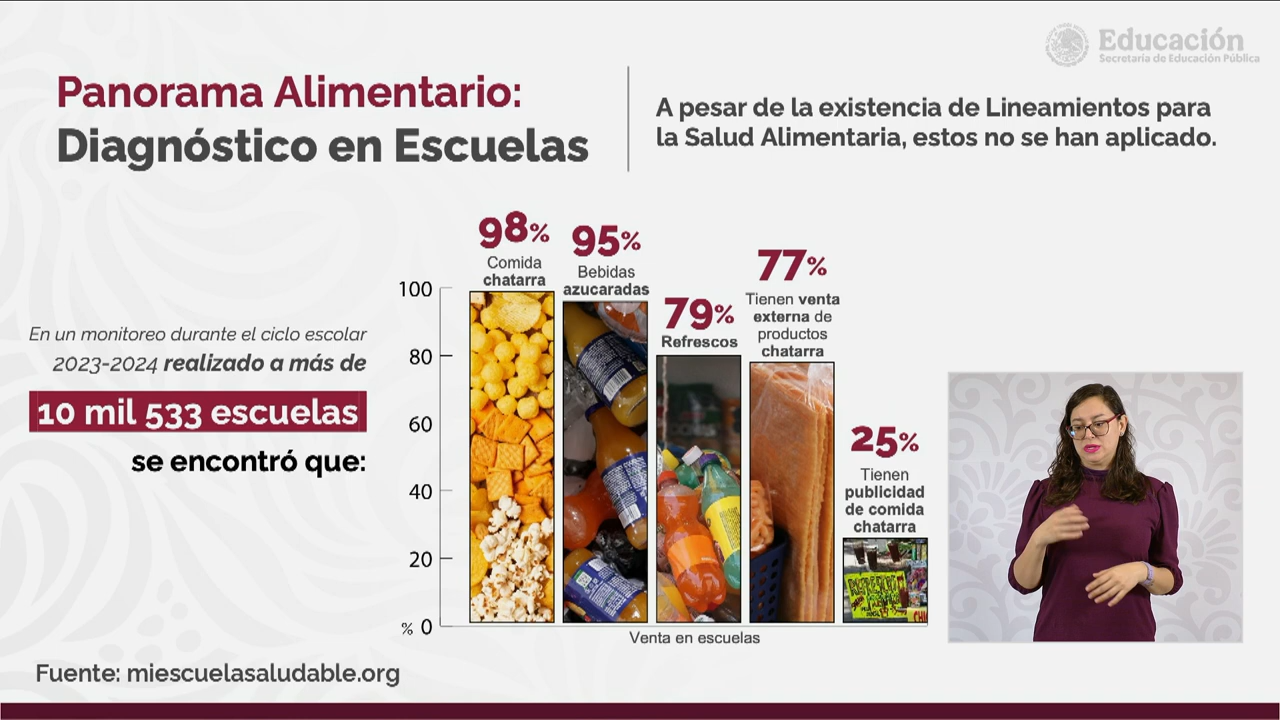 Educación
Secretaría de Educación Pública
Panorama Alimentario:
Diagnóstico en Escuelas
A pesar de la existencia de Lineamientos para
la Salud Alimentaria, estos no se han aplicado.
En un monitoreo durante el ciclo escolar
2023-2024 realizado a más de
10 mil 533 escuelas
se encontró que:
98%
Comida
chatarra
95%
Bebidas
azucaradas
79%
Refrescos
77%
Tienen venta
externa de
productos
chatarra
25%
Tienen
publicidad
de comida
chatarra
100
80
60
40
20
% 0
Venta en escuelas
Fuente: miescuelasaludable.org